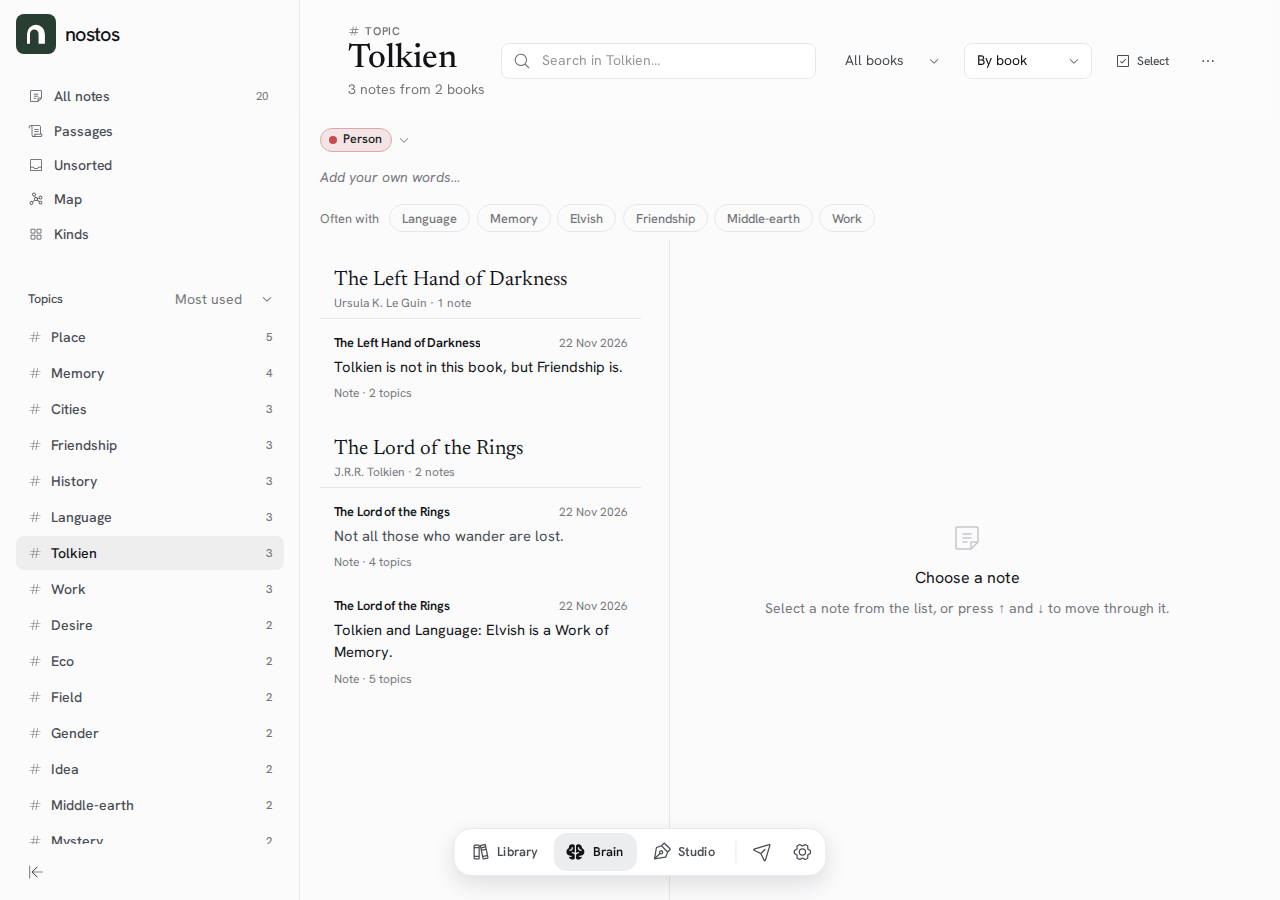 nostos
All notes 20
Passages
Unsorted
Map
Kinds
Topics Most used
# Place 5
# Memory 4
# Cities 3
# Friendship 3
# History 3
# Language 3
# Tolkien 3
# Work 3
# Desire 2
# Eco 2
# Field 2
# Gender 2
# Idea 2
# Middle-earth 2
# Mystery 2
# TOPIC
Tolkien
3 notes from 2 books
Search in Tolkien...
All books
By book
Select
Person
Add your own words...
Often with Language Memory Elvish Friendship Middle-earth Work
The Left Hand of Darkness
Ursula K. Le Guin · 1 note
The Left Hand of Darkness 22 Nov 2026
Tolkien is not in this book, but Friendship is.
Note · 2 topics
The Lord of the Rings
J.R.R. Tolkien · 2 notes
The Lord of the Rings 22 Nov 2026
Not all those who wander are lost.
Note · 4 topics
The Lord of the Rings 22 Nov 2026
Tolkien and Language: Elvish is a Work of
Memory.
Note · 5 topics
Choose a note
Select a note from the list, or press ↑ and ↓ to move through it.
Library Brain Studio